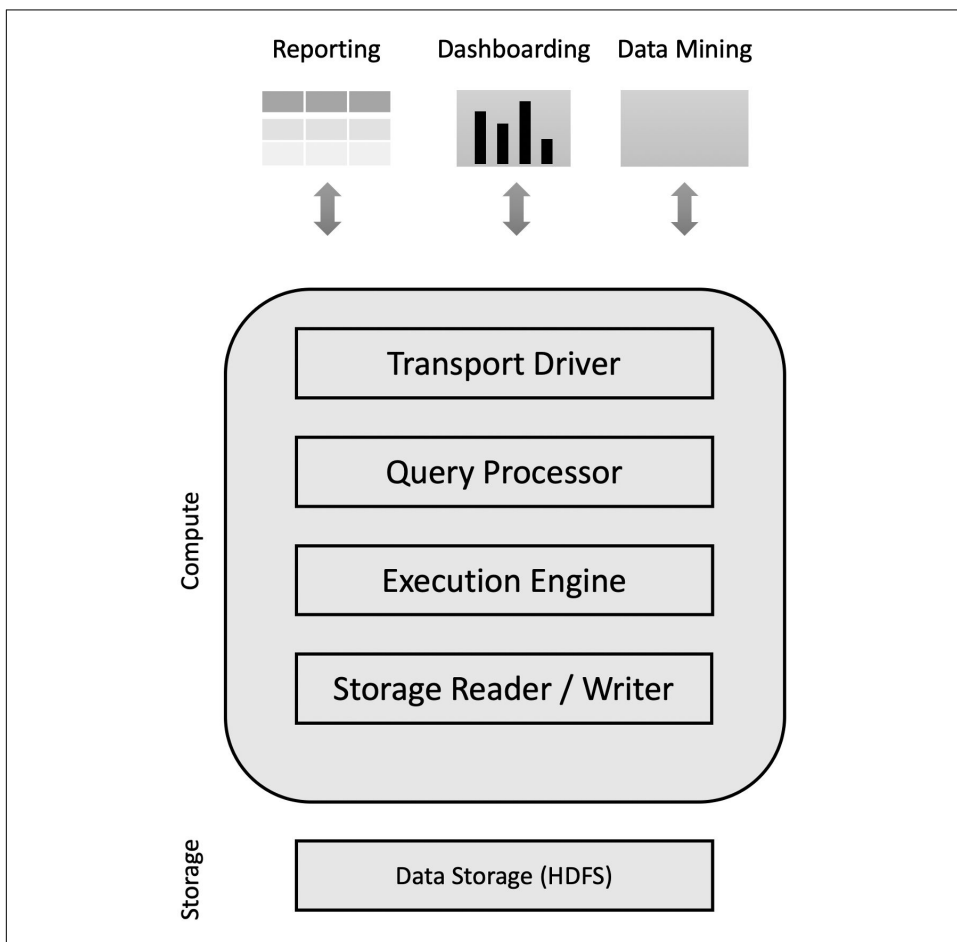 Reporting
Dashboarding
Data Mining
Transport Driver
Query Processor
Compute
Execution Engine
Storage Reader / Writer
Storage
Data Storage (HDFS)